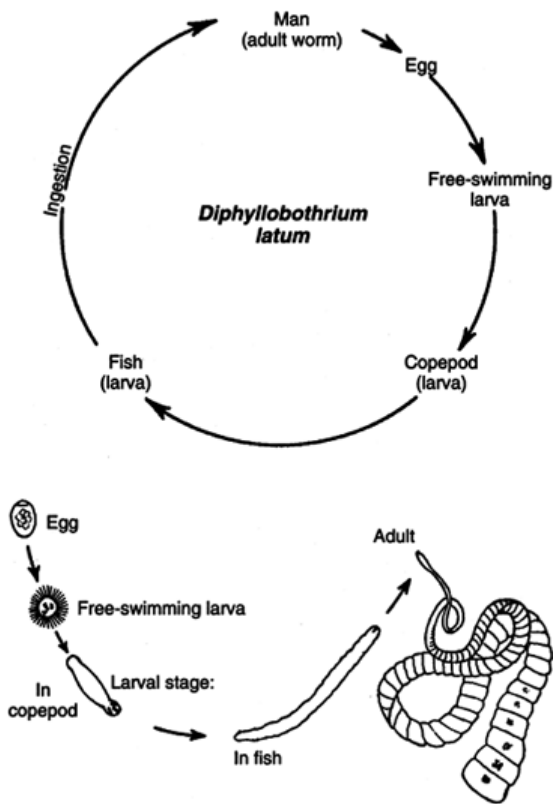 Man
(adult worm)
Egg
Free-swimming
larva
Ingestion
Diphyllobothrium
latum
Fish
(larva)
Copepod
(larva)
Egg
Adult
Free-swimming larva
Larval stage:
In
copepod
In fish